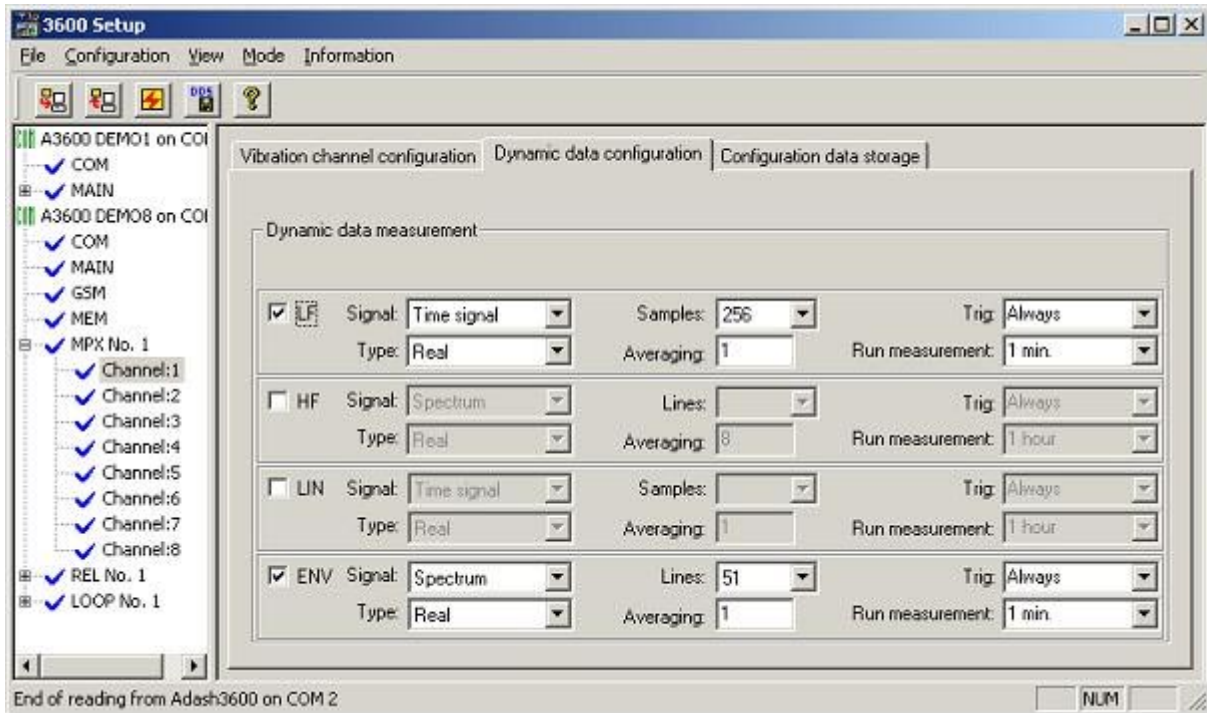 3600 Setup
File Configuration View Mode Information
DDS
?
A3600 DEMO1 on CO
COM
MAIN
A3600 DEMO8 on CO
COM
MAIN
GSM
MEM
MPX No. 1
Channel:1
Channel:2
Channel:3
Channel:4
Channel:5
Channel:6
Channel:7
Channel:8
REL No. 1
LOOP No. 1
Vibration channel configuration Dynamic data configuration Configuration data storage
Dynamic data measurement
LF Signal: Time signal Samples: 256 Trig: Always
Type: Real Averaging: 1 Run measurement: 1 min.
HF Signal: Spectrum Lines: Trig: Always
Type: Real Averaging: 8 Run measurement: 1 hour
LIN Signal: Time signal Samples: Trig: Always
Type: Real Averaging: 1 Run measurement: 1 hour
ENV Signal: Spectrum Lines: 51 Trig: Always
Type: Real Averaging: 1 Run measurement: 1 min.
End of reading from Adash3600 on COM 2 NUM